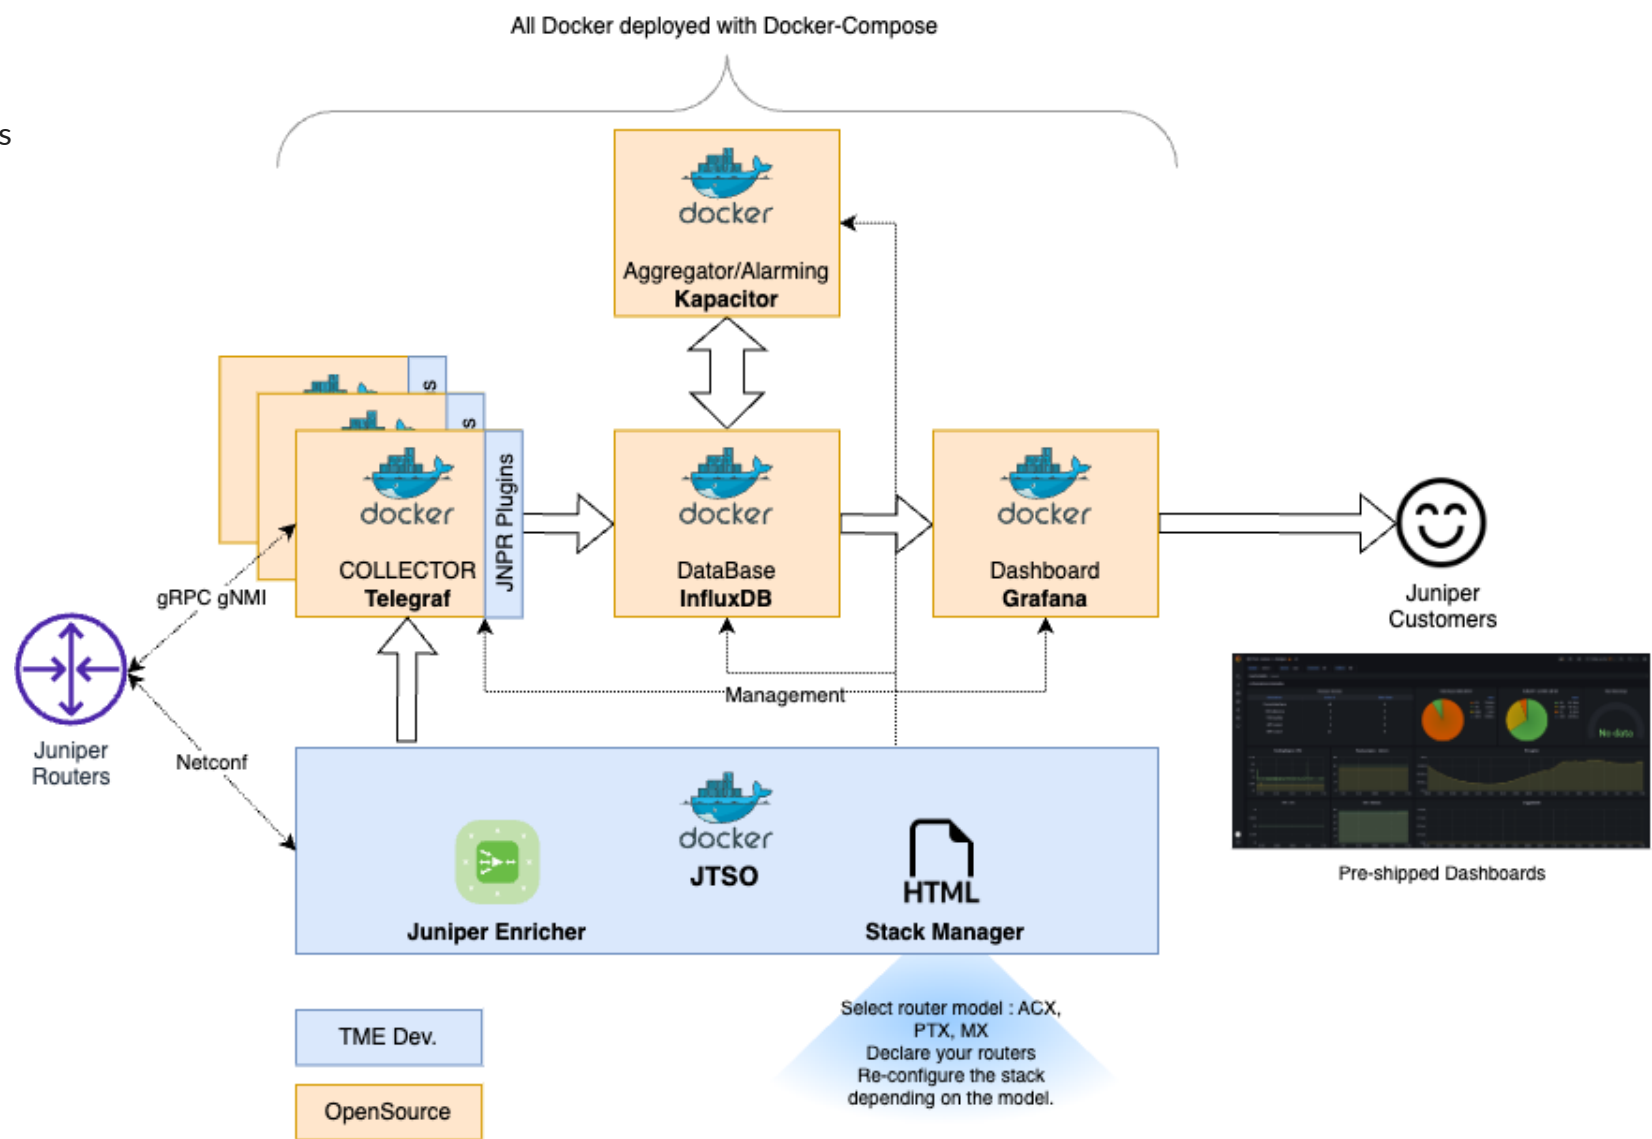 All Docker deployed with Docker-Compose
s
docker
Aggregator/Alarming
Kapacitor
s
s
docker
COLLECTOR
Telegraf
JNPR Plugins
docker
DataBase
InfluxDB
docker
Dashboard
Grafana
gRPC gNMI
Juniper
Customers
Management
Juniper
Routers
Netconf
No data
docker
JTSO
HTML
Juniper Enricher
Stack Manager
Pre-shipped Dashboards
Select router model : ACX,
PTX, MX
Declare your routers
Re-configure the stack
depending on the model.
TME Dev.
OpenSource